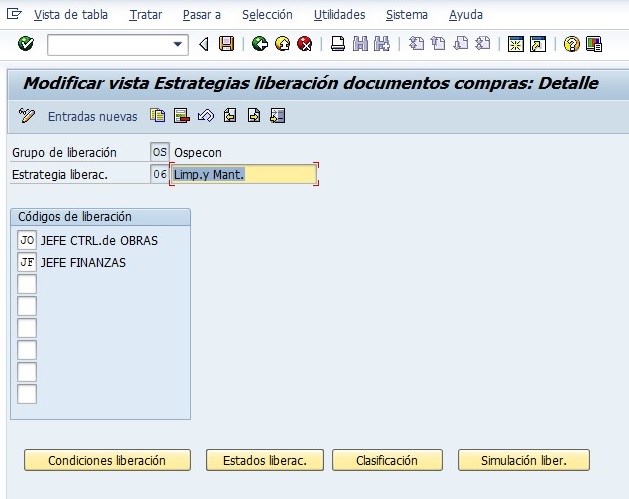 Vista de tabla Tratar Pasar a Selección Utilidades Sistema Ayuda
Modificar vista Estrategias liberación documentos compras: Detalle
Entradas nuevas
Grupo de liberación OS Ospecon
Estrategia liberac. 06 Limp.y Mant.
Códigos de liberación
JO JEFE CTRL.de OBRAS
JF JEFE FINANZAS
Condiciones liberación Estados liberac. Clasificación Simulación liber.